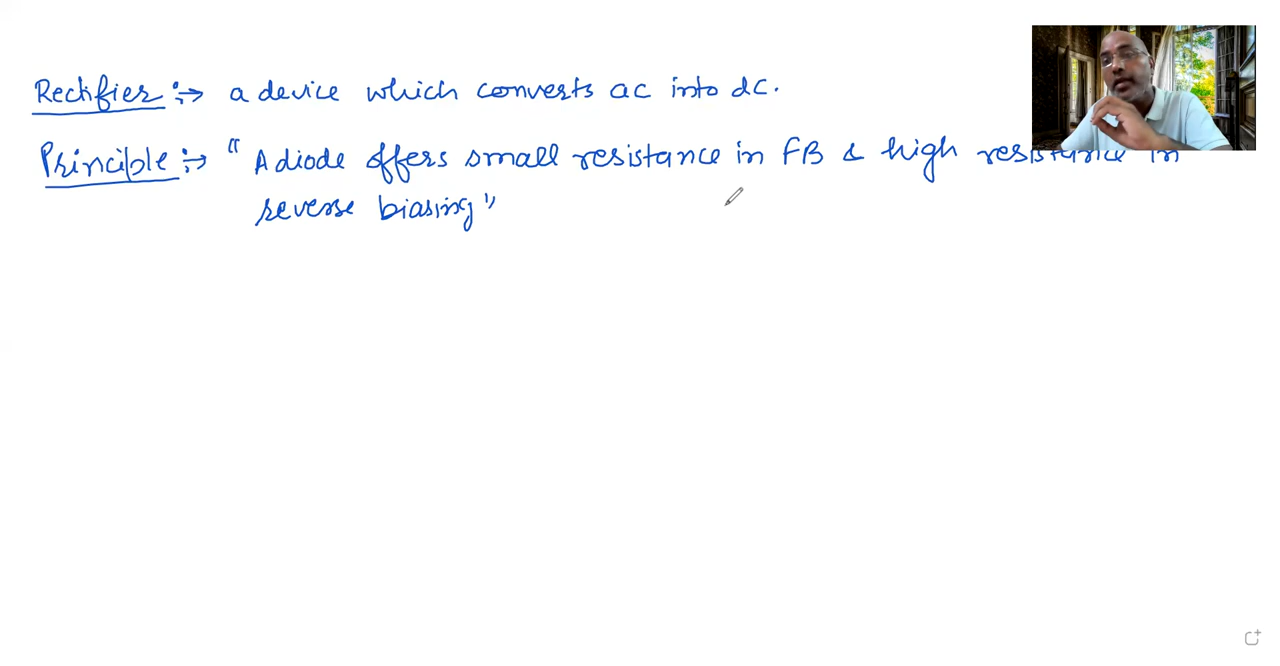 Rectifier :→ a device which converts ac into dc.
Principle :→ "A diode offers small resistance in FB & high resistance in
reverse biasing"